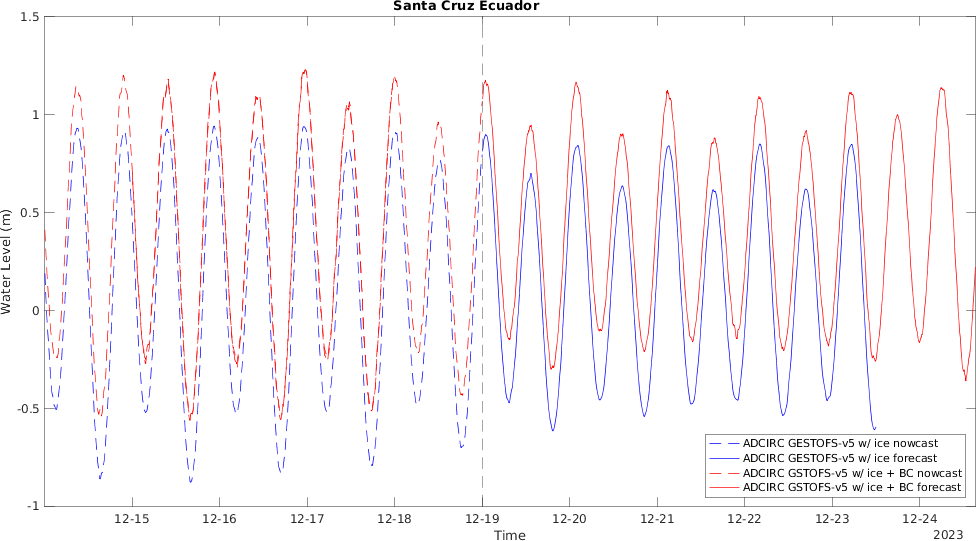 Santa Cruz Ecuador
1.5
1
0.5
0
-0.5
-1
Water Level (m)
12-15 12-16 12-17 12-18 12-19 12-20 12-21 12-22 12-23 12-24
Time
2023
ADCIRC GESTOFS-v5 w/ ice nowcast
ADCIRC GESTOFS-v5 w/ ice forecast
ADCIRC GSTOFS-v5 w/ ice + BC nowcast
ADCIRC GSTOFS-v5 w/ ice + BC forecast